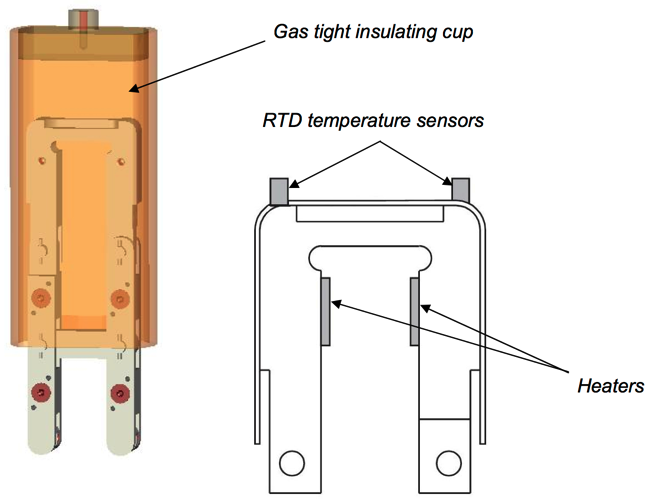 Gas tight insulating cup
RTD temperature sensors
Heaters